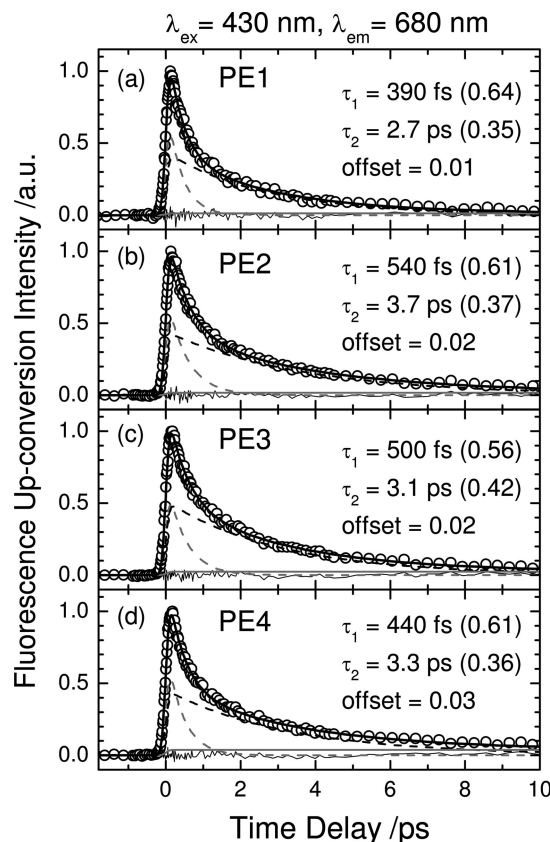 λex = 430 nm, λem = 680 nm
Fluorescence Up-conversion Intensity /a.u.
(a) PE1
τ1 = 390 fs (0.64)
τ2 = 2.7 ps (0.35)
offset = 0.01
1.0
0.5
0.0
(b) PE2
τ1 = 540 fs (0.61)
τ2 = 3.7 ps (0.37)
offset = 0.02
1.0
0.5
0.0
(c) PE3
τ1 = 500 fs (0.56)
τ2 = 3.1 ps (0.42)
offset = 0.02
1.0
0.5
0.0
(d) PE4
τ1 = 440 fs (0.61)
τ2 = 3.3 ps (0.36)
offset = 0.03
1.0
0.5
0.0
0 2 4 6 8 10
Time Delay /ps